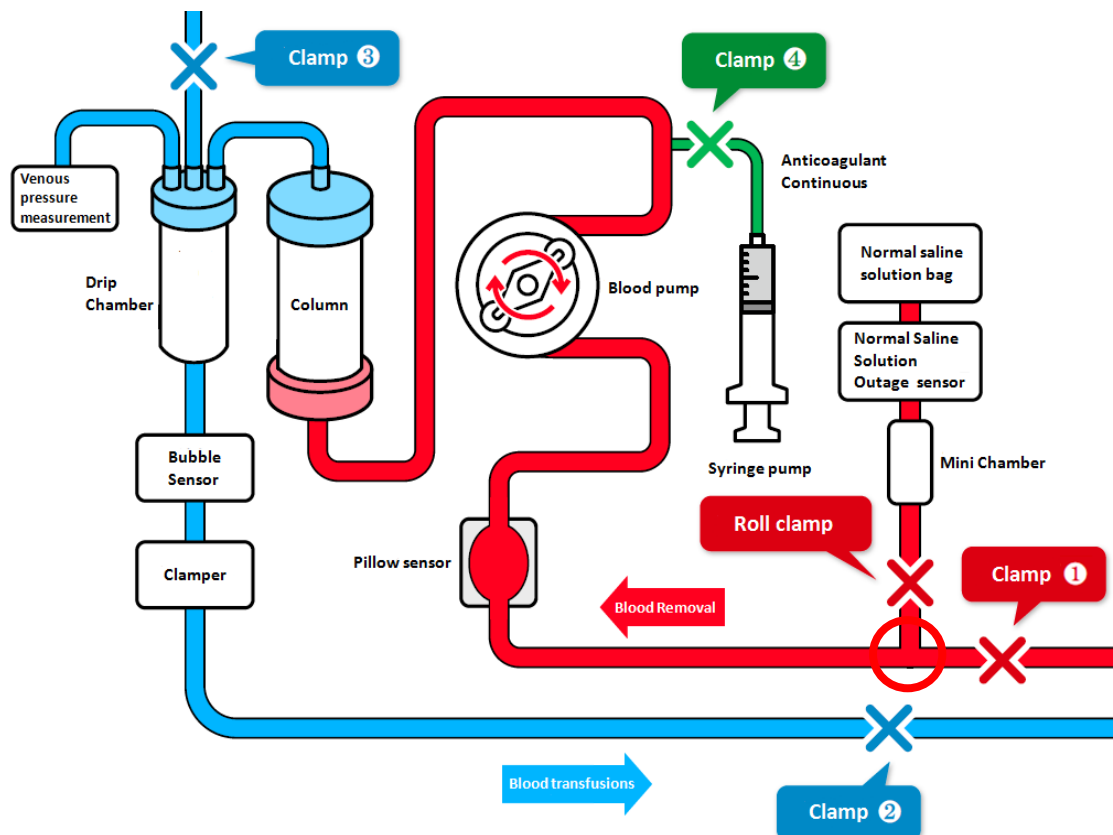 Clamp ❸
Clamp ❹
Venous
pressure
measurement
Anticoagulant
Continuous
Drip
Chamber
Column
Blood pump
Normal saline
solution bag
Normal Saline
Solution
Outage sensor
Bubble
Sensor
Syringe pump
Mini Chamber
Roll clamp
Pillow sensor
Clamper
Clamp ❶
Blood Removal
Blood transfusions
Clamp ❷